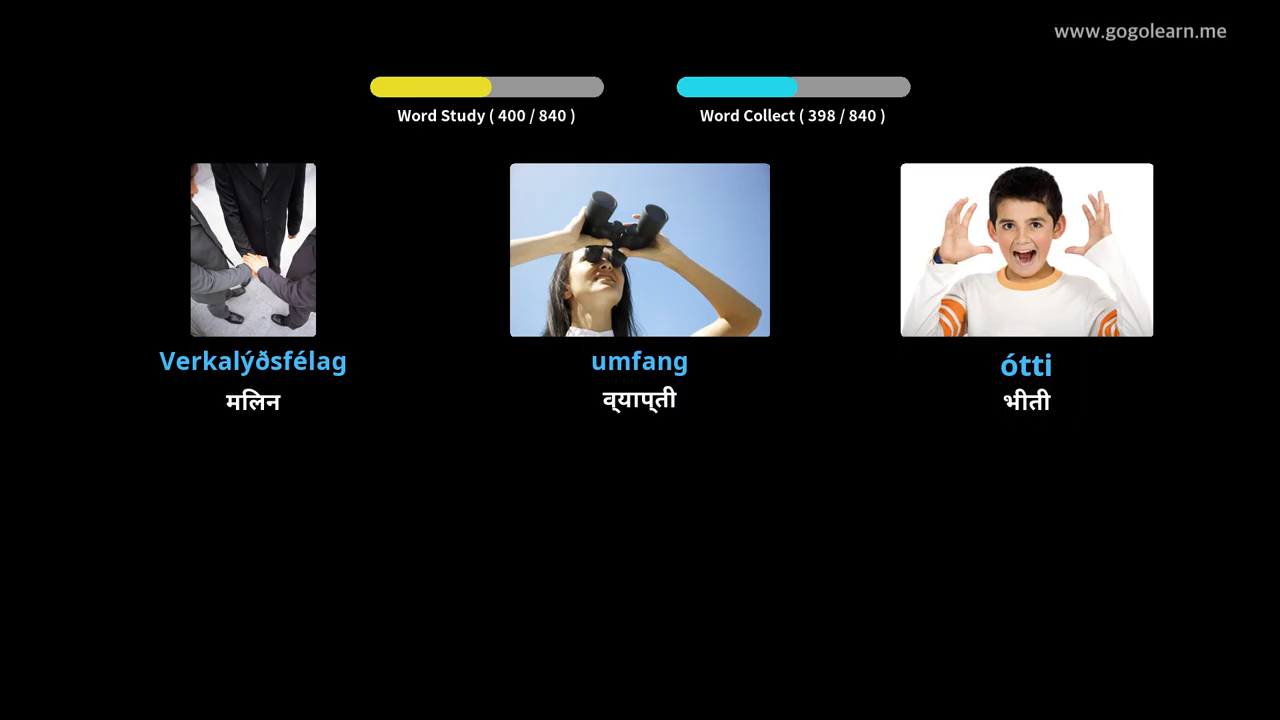 www.gogolearn.me
Word Study ( 400 / 840 )
Word Collect ( 398 / 840 )
Verkalýðsfélag
मलिन
umfang
व्‌याप्‌ती
ótti
भीती